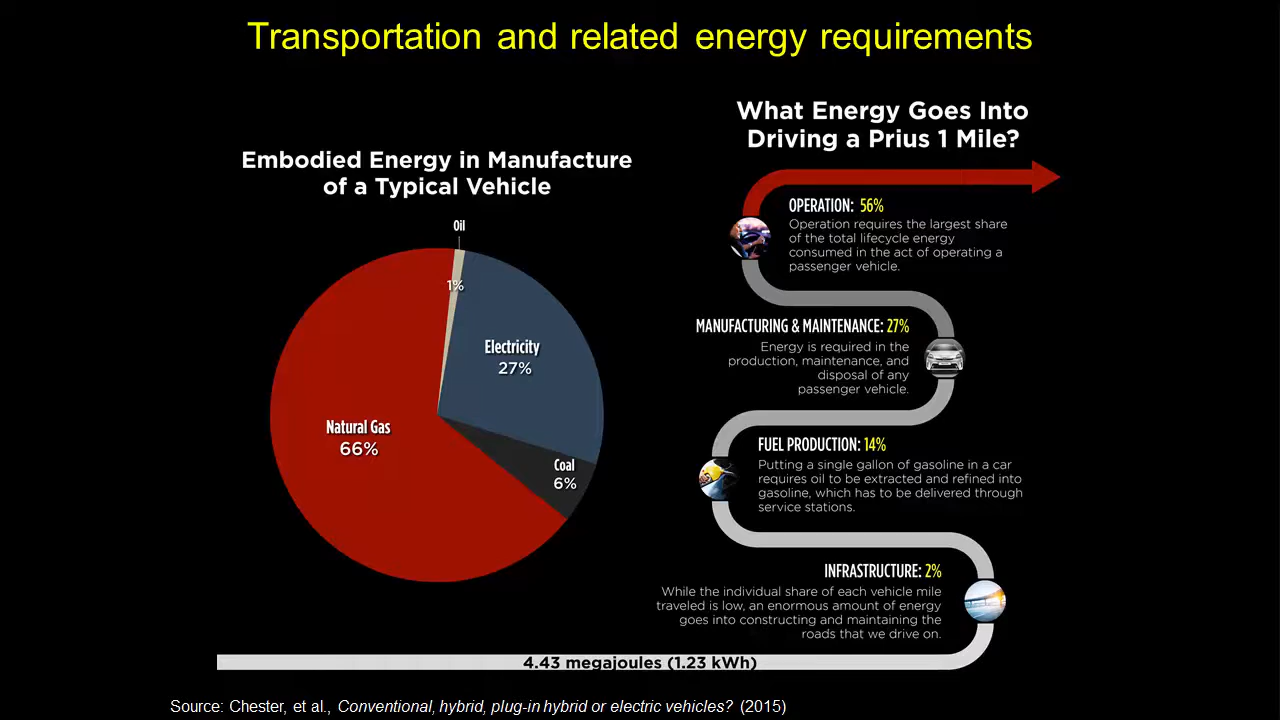 Transportation and related energy requirements
Embodied Energy in Manufacture
of a Typical Vehicle
Oil
1%
Electricity
27%
Natural Gas
66%
Coal
6%
What Energy Goes Into
Driving a Prius 1 Mile?
OPERATION: 56%
Operation requires the largest share
of the total lifecycle energy
consumed in the act of operating a
passenger vehicle.
MANUFACTURING & MAINTENANCE: 27%
Energy is required in the
production, maintenance, and
disposal of any
passenger vehicle.
FUEL PRODUCTION: 14%
Putting a single gallon of gasoline in a car
requires oil to be extracted and refined into
gasoline, which has to be delivered through
service stations.
INFRASTRUCTURE: 2%
While the individual share of each vehicle mile
traveled is low, an enormous amount of energy
goes into constructing and maintaining the
roads that we drive on.
4.43 megajoules (1.23 kWh)
Source: Chester, et al., Conventional, hybrid, plug-in hybrid or electric vehicles? (2015)